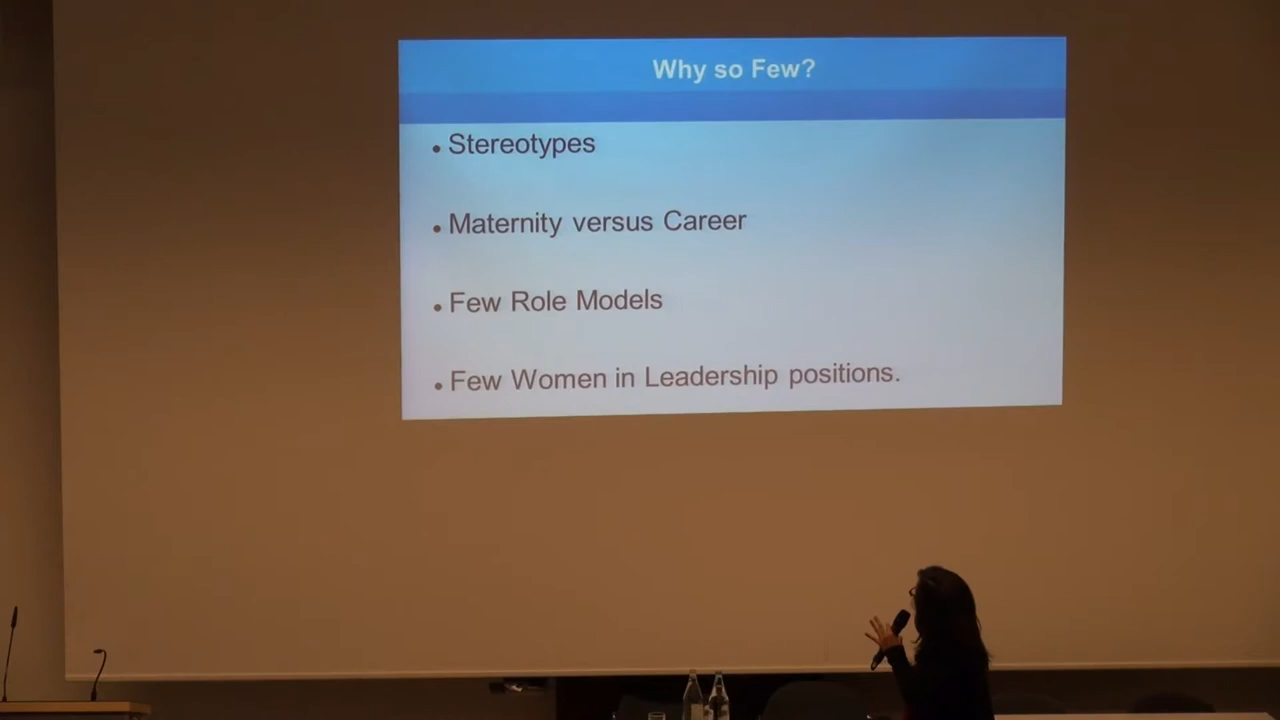 Why so Few?
• Stereotypes
• Maternity versus Career
• Few Role Models
• Few Women in Leadership positions.